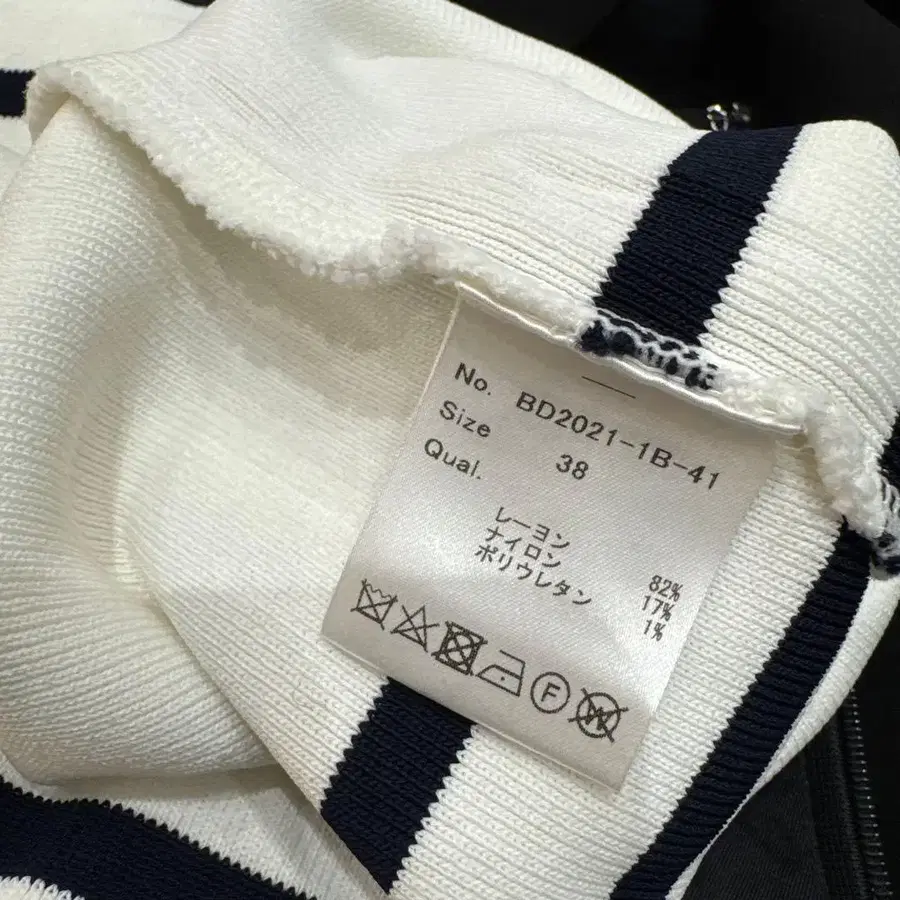 No. BD2021-1B-41
Size 38
Qual.
レーヨン 82%
ナイロン 17%
ポリウレタン 1%
F
W